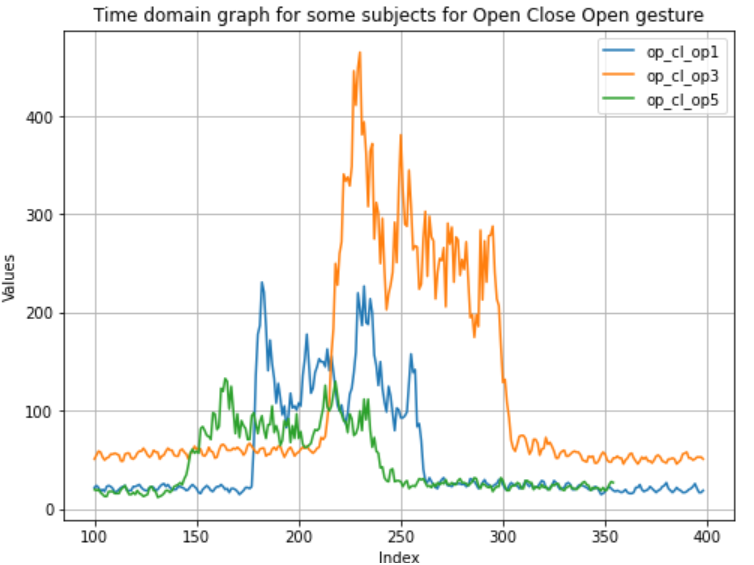 Time domain graph for some subjects for Open Close Open gesture
op_cl_op1
op_cl_op3
op_cl_op5
400
300
200
100
0
Values
100 150 200 250 300 350 400
Index